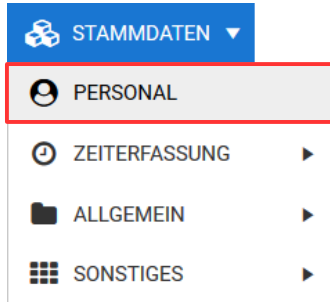 STAMMDATEN
PERSONAL
ZEITERFASSUNG
ALLGEMEIN
SONSTIGES